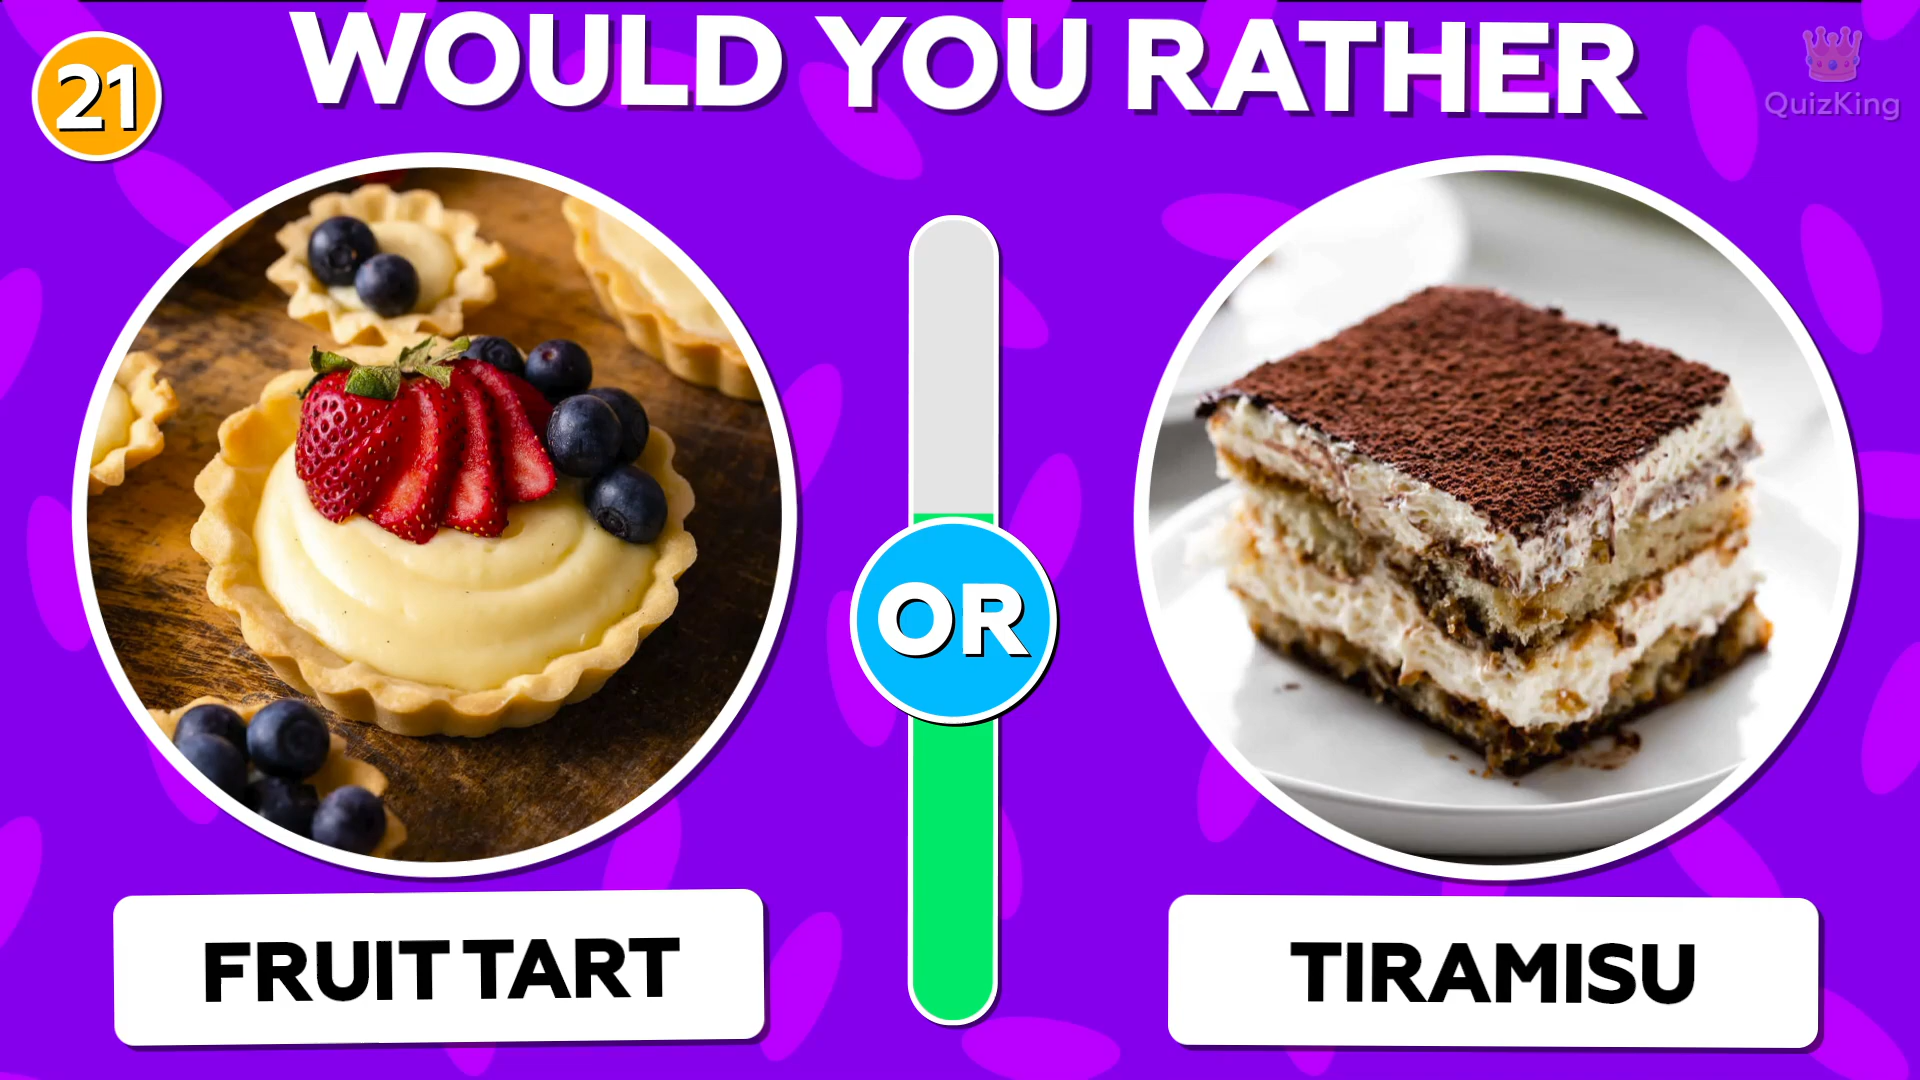 21
WOULD YOU RATHER
QuizKing
OR
FRUIT TART
TIRAMISU